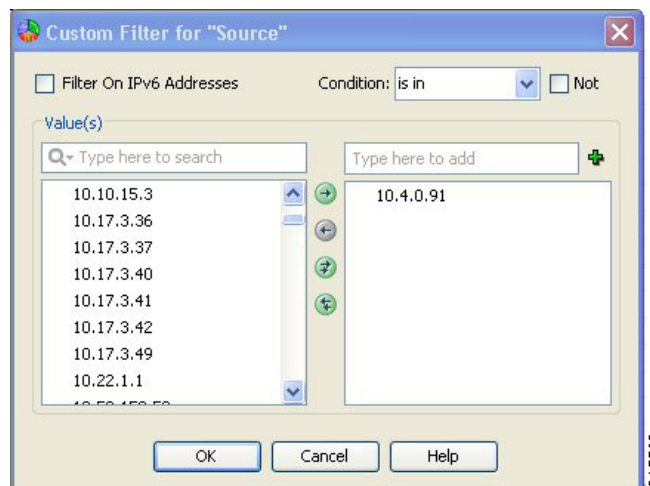 Custom Filter for "Source"
Filter On IPv6 Addresses
Condition: is in
Not
Value(s)
Type here to search
Type here to add
10.10.15.3
10.17.3.36
10.17.3.37
10.17.3.40
10.17.3.41
10.17.3.42
10.17.3.49
10.22.1.1
10.4.0.91
OK
Cancel
Help